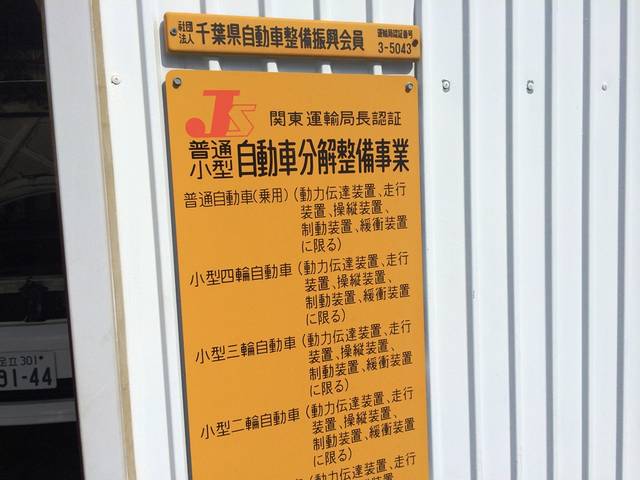 社団法人 千葉県自動車整備振興会員 運輸局認証番号 3-5043
JS 関東運輸局長認証
普通小型 自動車分解整備事業
普通自動車(乗用)(動力伝達装置、走行
装置、操縦装置、
制動装置、緩衝装置
に限る)
小型四輪自動車(動力伝達装置、走行
装置、操縦装置、
制動装置、緩衝装置
に限る)
小型三輪自動車(動力伝達装置、走行
装置、操縦装置、
制動装置、緩衝装置
に限る)
小型二輪自動車(動力伝達装置、走行
装置、操縦装置、
制動装置、緩衝装置
に限る)
(動力伝達装置、走行
足立 301
91-44